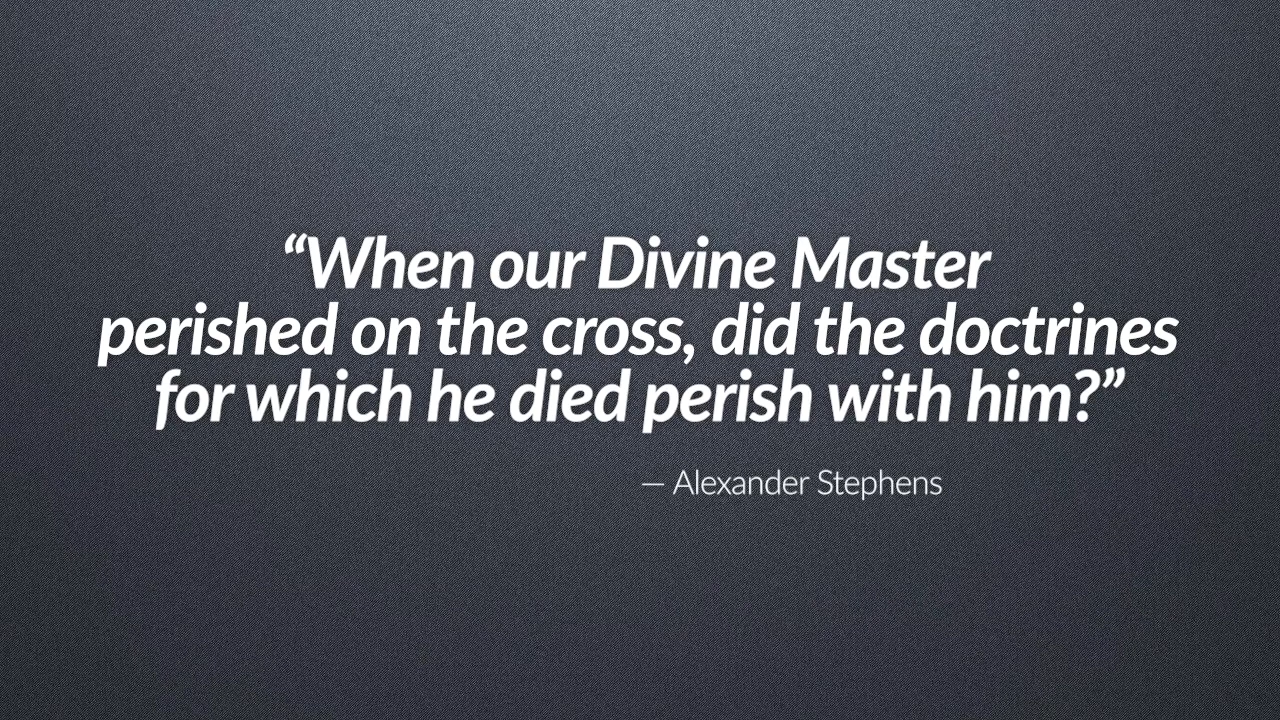 “When our Divine Master
perished on the cross, did the doctrines
for which he died perish with him?”
— Alexander Stephens